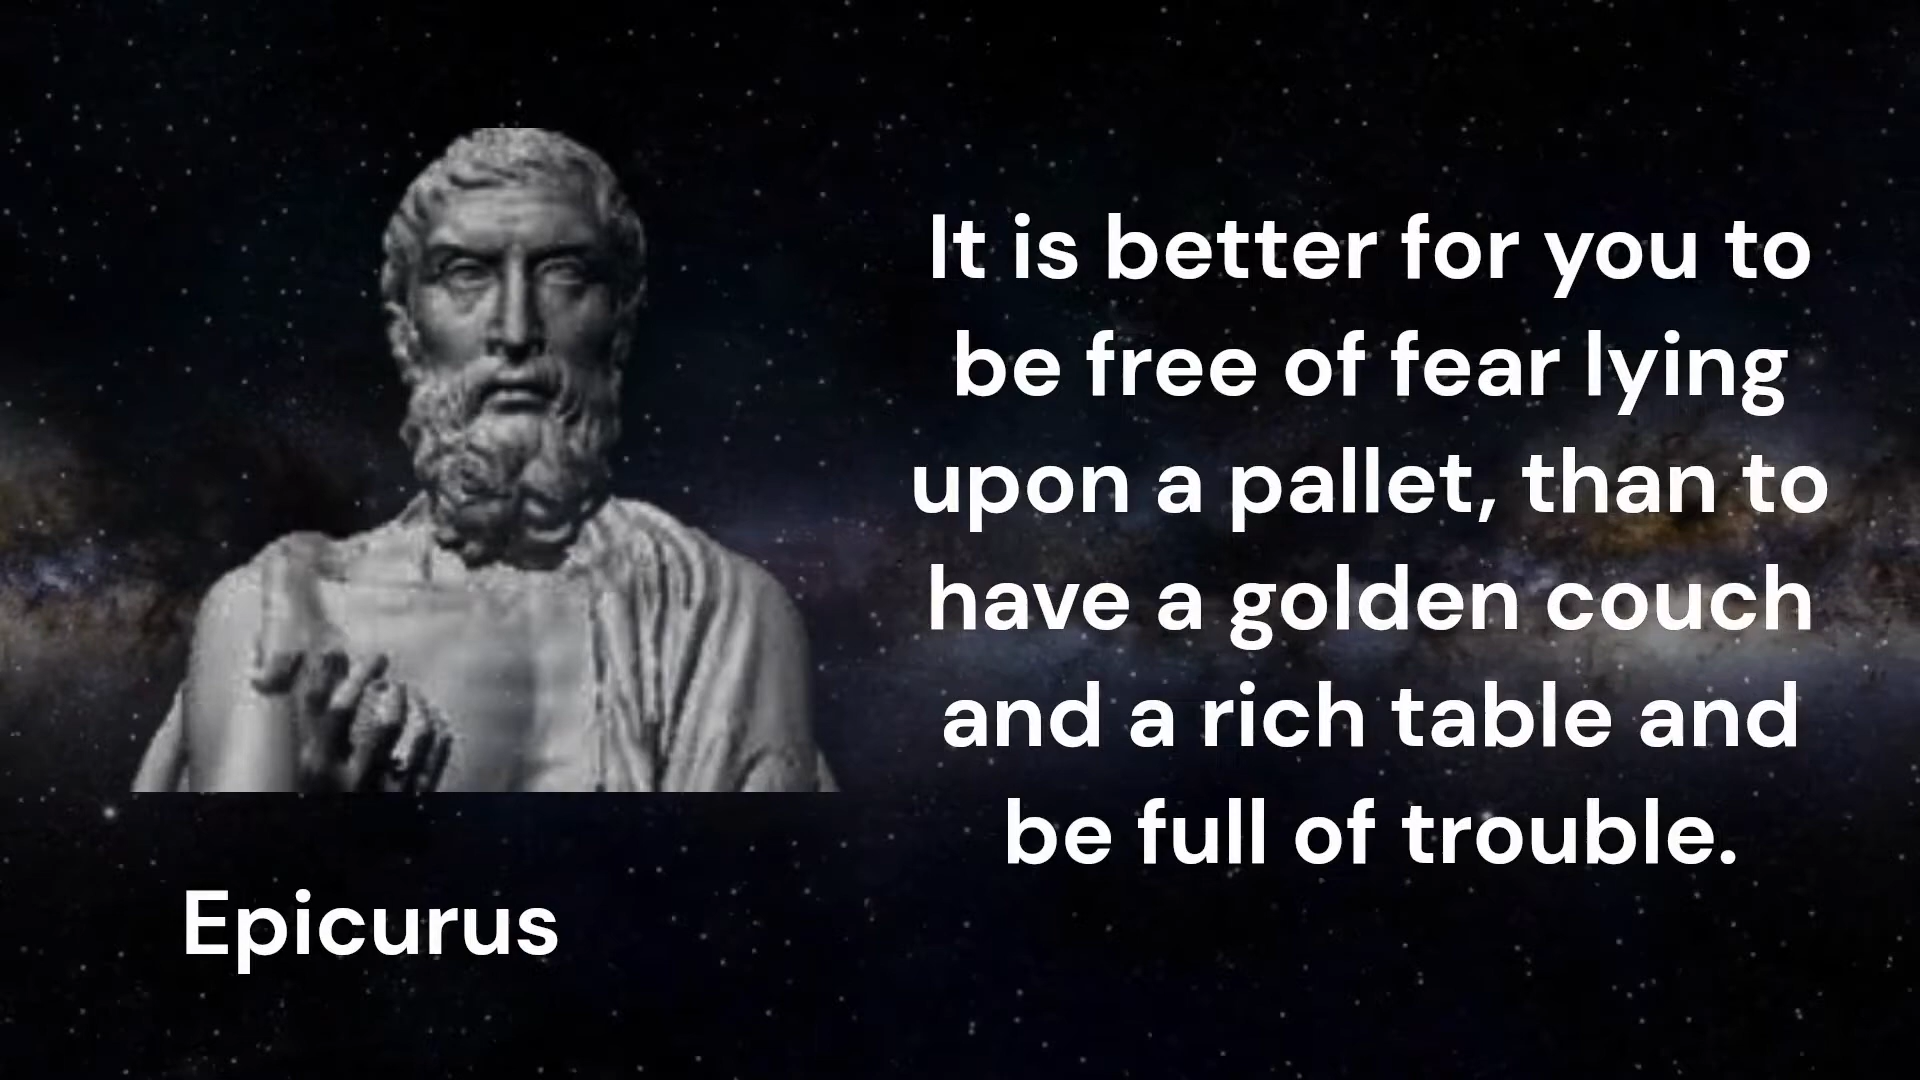 It is better for you to
be free of fear lying
upon a pallet, than to
have a golden couch
and a rich table and
be full of trouble.
Epicurus